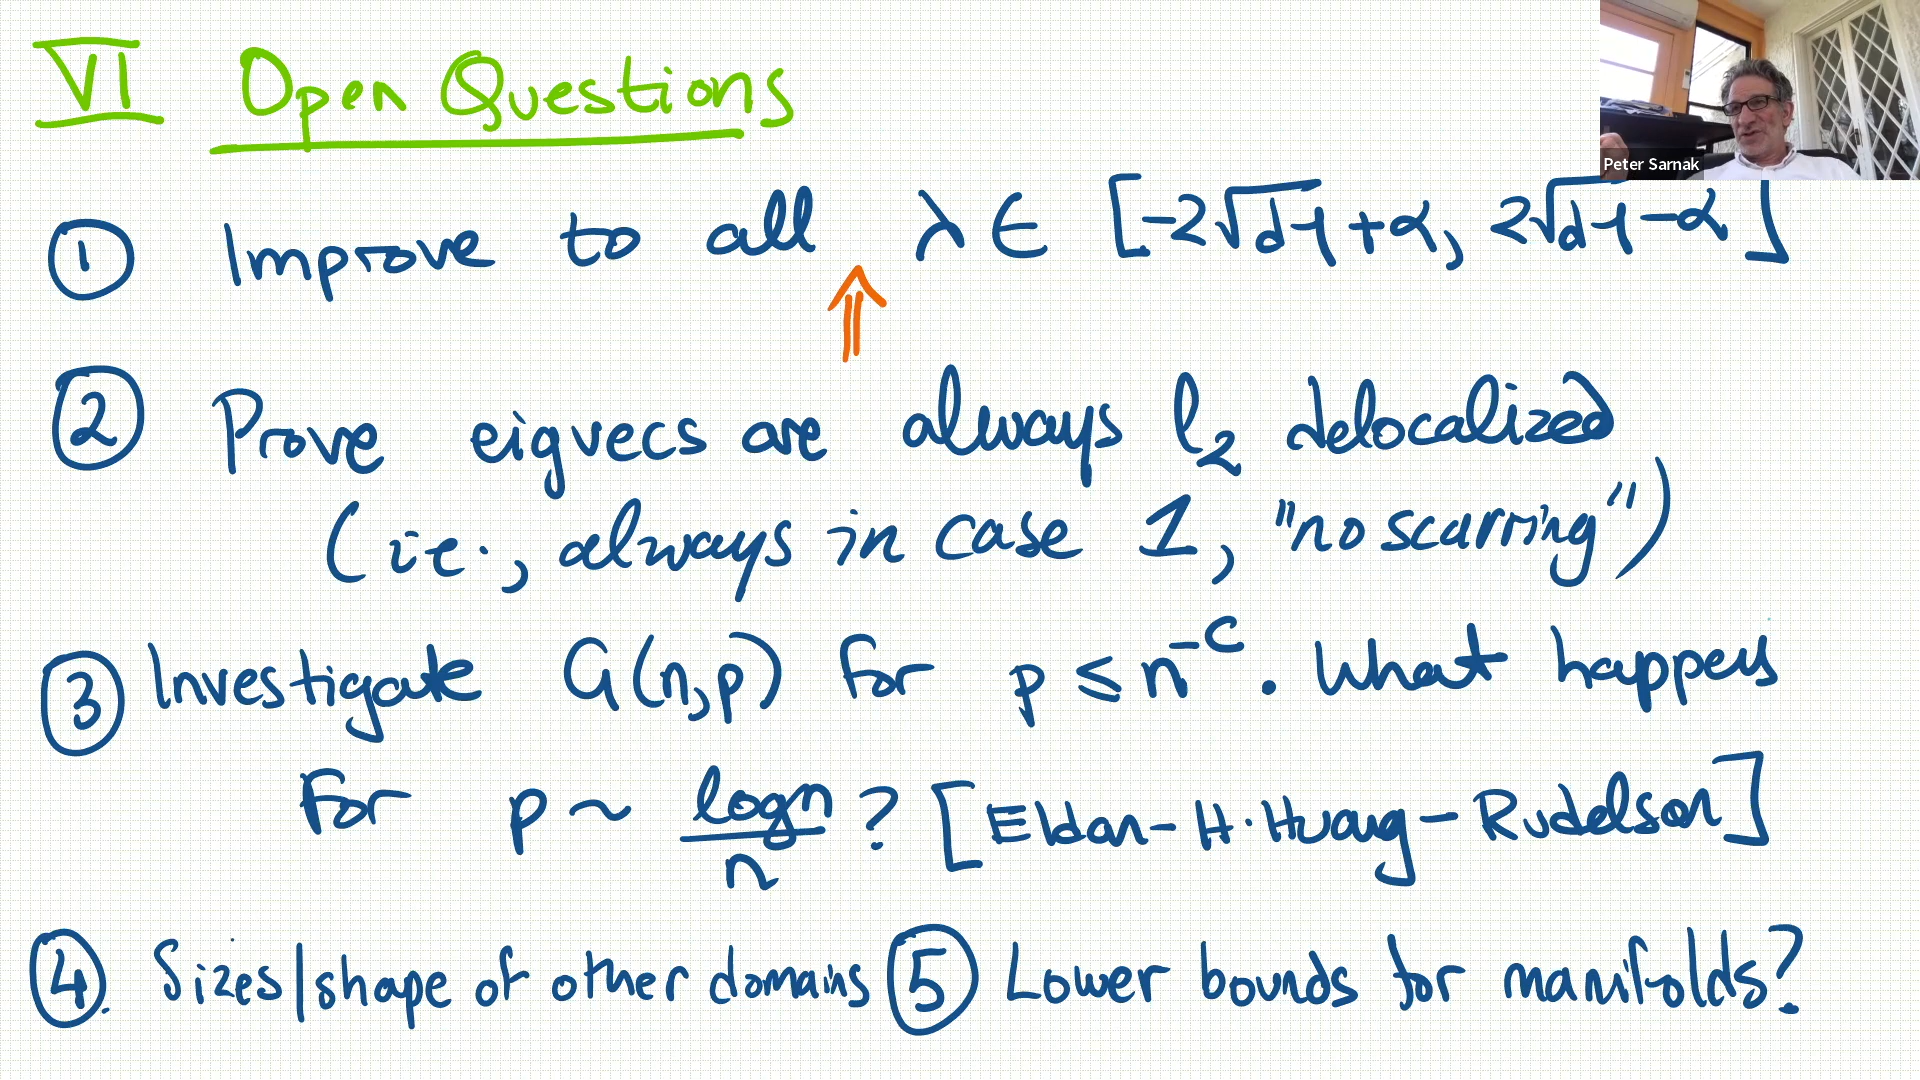 VI Open Questions
Peter Sarnak
① Improve to all λ ∈ [-2√d-1+α, 2√d-1-α]
② Prove eigvecs are always l₂ delocalized
(i.e., always in case 1, "no scarring")
③ Investigate G(n,p) for p ≤ n^-c. What happens
for p ~ log n / n ? [Eldan-H.Huang-Rudelson]
④. Sizes/shape of other domains ⑤ Lower bounds for manifolds?